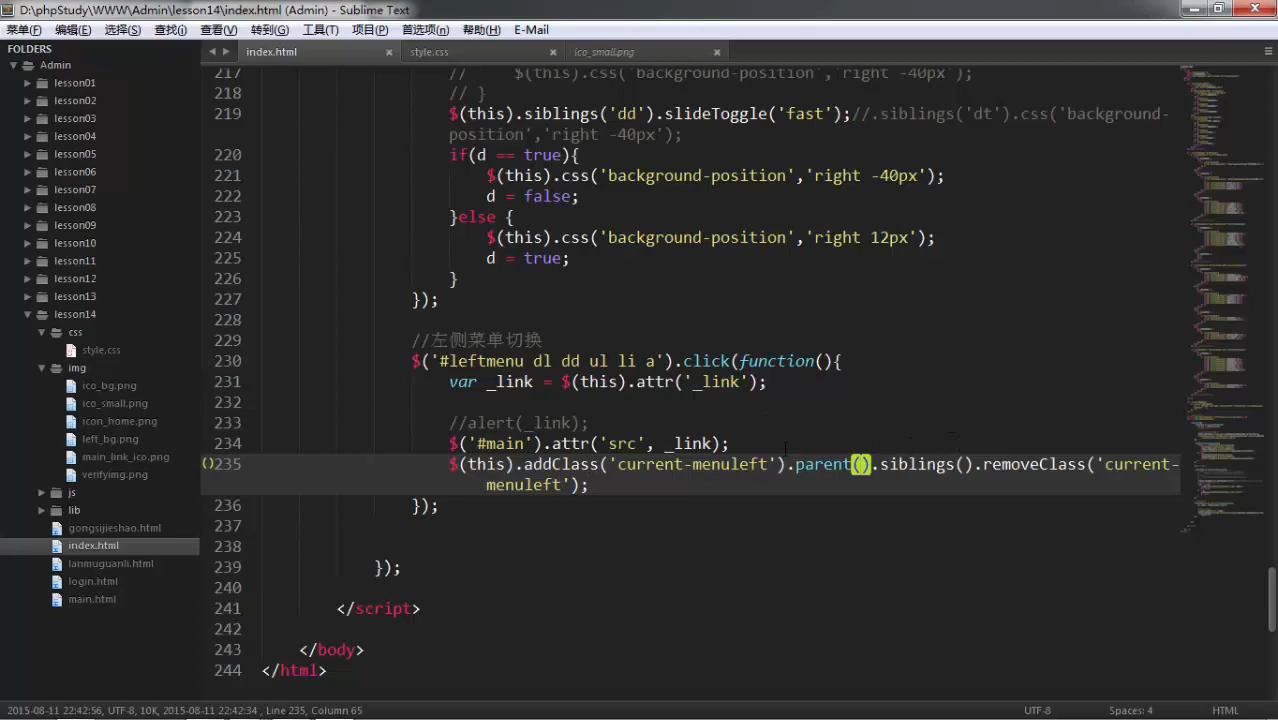 D:\phpStudy\WWW\Admin\lesson14\index.html (Admin) - Sublime Text
菜单(F) 编辑(E) 选择(S) 查找(i) 查看(V) 转到(G) 工具(T) 项目(P) 首选项(n) 帮助(H) E-Mail
FOLDERS
Admin
lesson01
lesson02
lesson03
lesson04
lesson05
lesson06
lesson07
lesson08
lesson09
lesson10
lesson11
lesson12
lesson13
lesson14
css
style.css
img
ico_bg.png
ico_small.png
icon_home.png
left_bg.png
main_link_ico.png
verifyimg.png
js
lib
gongsijieshao.html
index.html
lanmuguanli.html
login.html
main.html
index.html style.css ico_small.png
217 // $(this).css('background-position','right -40px');
218 // }
219 $(this).siblings('dd').slideToggle('fast');//.siblings('dt').css('background-
position','right -40px');
220 if(d == true){
221 $(this).css('background-position','right -40px');
222 d = false;
223 }else {
224 $(this).css('background-position','right 12px');
225 d = true;
226 }
227 });
228
229 //左侧菜单切换
230 $('#leftmenu dl dd ul li a').click(function(){
231 var _link = $(this).attr('_link');
232
233 //alert(_link);
234 $('#main').attr('src', _link);
235 $(this).addClass('current-menuleft').parent().siblings().removeClass('current-
menuleft');
236 });
237
238
239 });
240
241 </script>
242
243 </body>
244 </html>
2015-08-11 22:42:56, UTF-8, 10K, 2015-08-11 22:42:34 , Line 235, Column 65 UTF-8 Spaces: 4 HTML